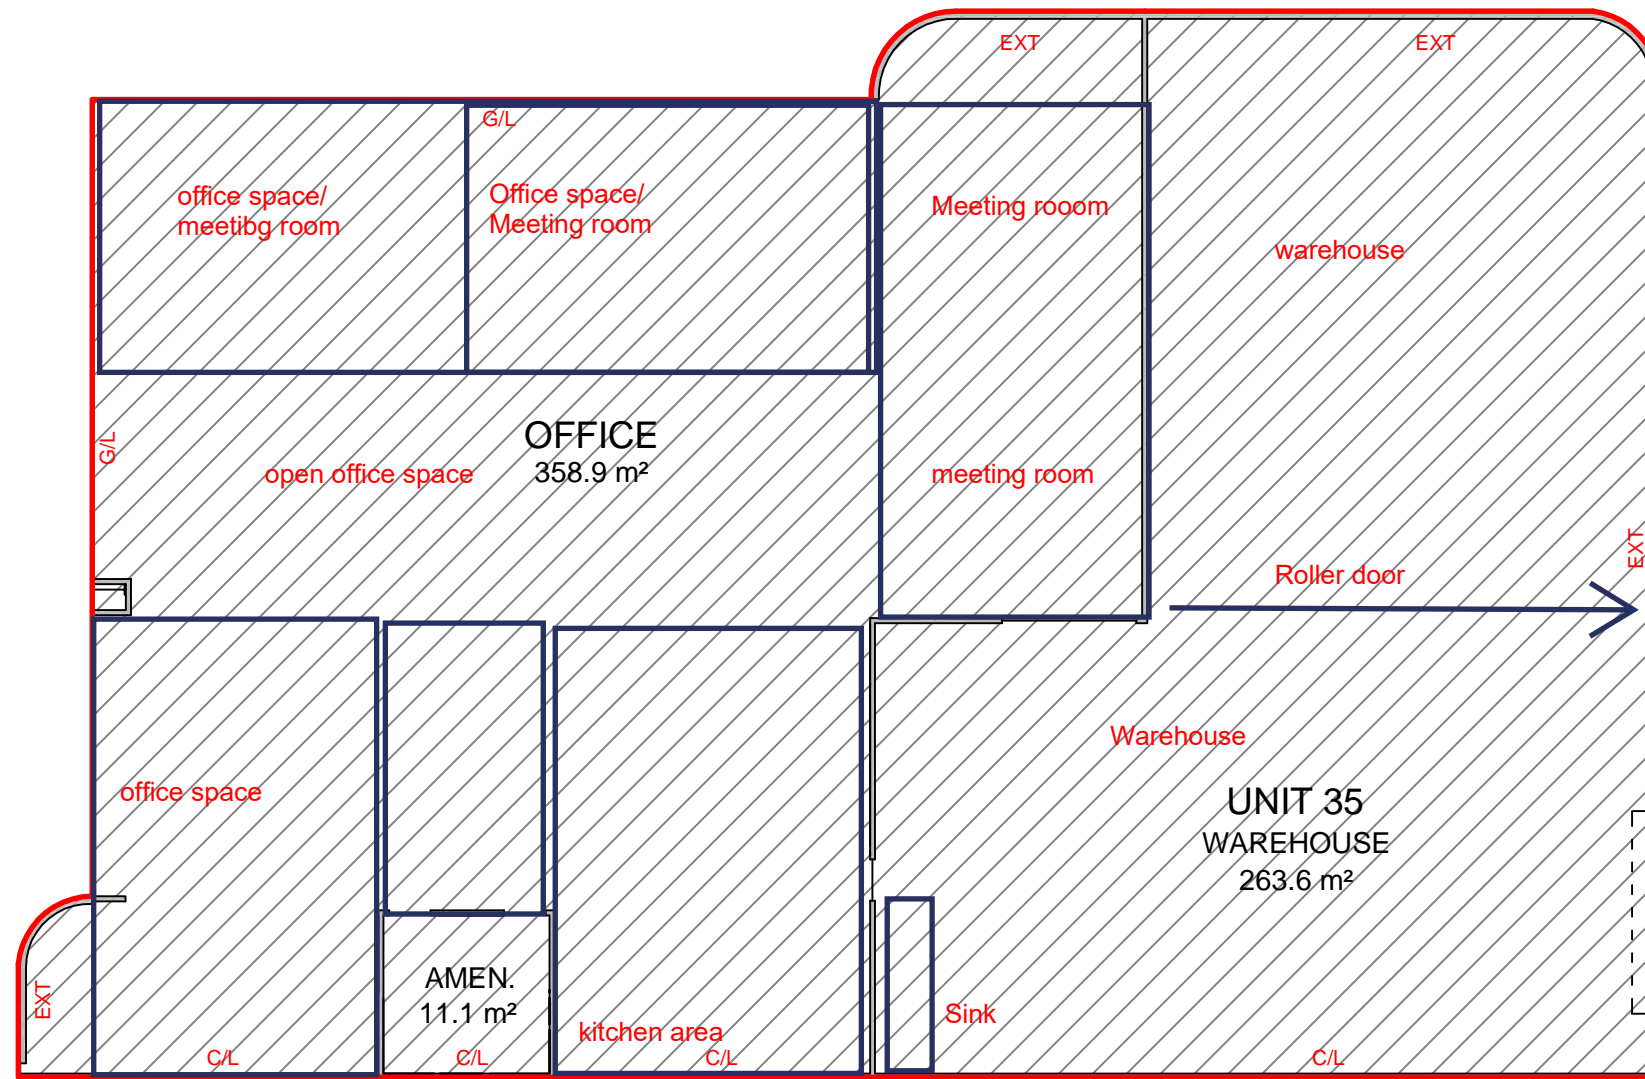 EXT
EXT
G/L
office space/
meetibg room
Office space/
Meeting room
Meeting rooom
warehouse
OFFICE
358.9 m²
G/L
open office space
meeting room
EXT
Roller door
Warehouse
office space
UNIT 35
WAREHOUSE
263.6 m²
AMEN.
11.1 m²
EXT
Sink
kitchen area
C/L
C/L
C/L
C/L